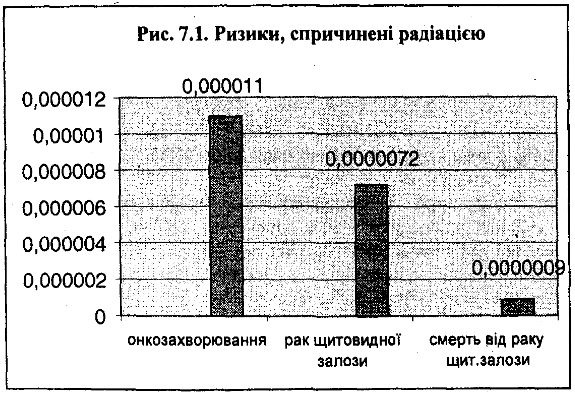 Рис. 7.1. Ризики, спричинені радіацією
0,000011
0,000012
0,00001
0,0000072
0,000008
0,000006
0,000004
0,0000009
0,000002
0
онкозахворювання
рак щитовидної
залози
смерть від раку
щит.залози